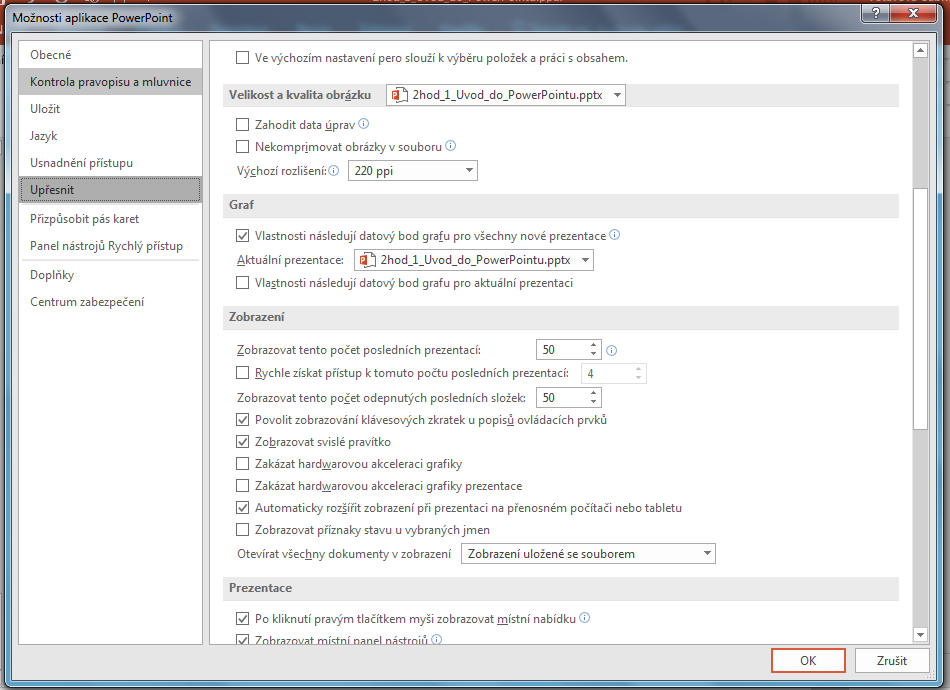 Možnosti aplikace PowerPoint
Obecné
Kontrola pravopisu a mluvnice
Uložit
Jazyk
Usnadnění přístupu
Upřesnit
Přizpůsobit pás karet
Panel nástrojů Rychlý přístup
Doplňky
Centrum zabezpečení
Ve výchozím nastavení pero slouží k výběru položek a práci s obsahem.
Velikost a kvalita obrázku 2hod_1_Uvod_do_PowerPointu.pptx
Zahodit data úprav
Nekomprimovat obrázky v souboru
Výchozí rozlišení: 220 ppi
Graf
Vlastnosti následují datový bod grafu pro všechny nové prezentace
Aktuální prezentace: 2hod_1_Uvod_do_PowerPointu.pptx
Vlastnosti následují datový bod grafu pro aktuální prezentaci
Zobrazení
Zobrazovat tento počet posledních prezentací: 50
Rychle získat přístup k tomuto počtu posledních prezentací: 4
Zobrazovat tento počet odepnutých posledních složek: 50
Povolit zobrazování klávesových zkratek u popisů ovládacích prvků
Zobrazovat svislé pravítko
Zakázat hardwarovou akceleraci grafiky
Zakázat hardwarovou akceleraci grafiky prezentace
Automaticky rozšířit zobrazení při prezentaci na přenosném počítači nebo tabletu
Zobrazovat příznaky stavu u vybraných jmen
Otevírat všechny dokumenty v zobrazení Zobrazení uložené se souborem
Prezentace
Po kliknutí pravým tlačítkem myši zobrazovat místní nabídku
Zobrazovat místní panel nástrojů
OK Zrušit